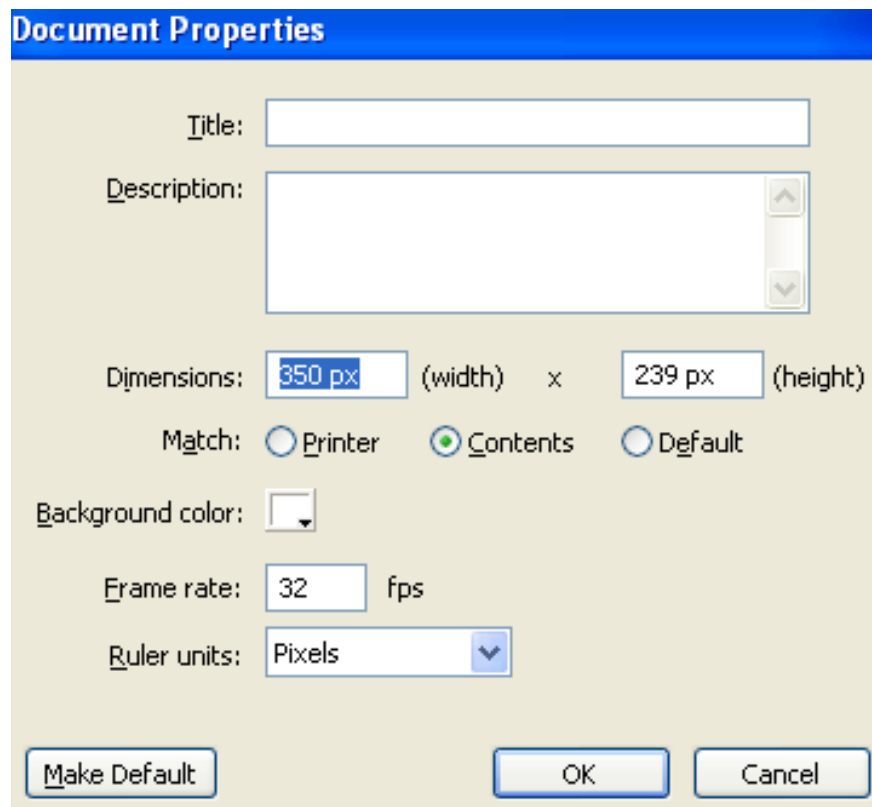 Document Properties
Title:
Description:
Dimensions: 350 px (width) x 239 px (height)
Match: Printer Contents Default
Background color:
Frame rate: 32 fps
Ruler units: Pixels
Make Default OK Cancel